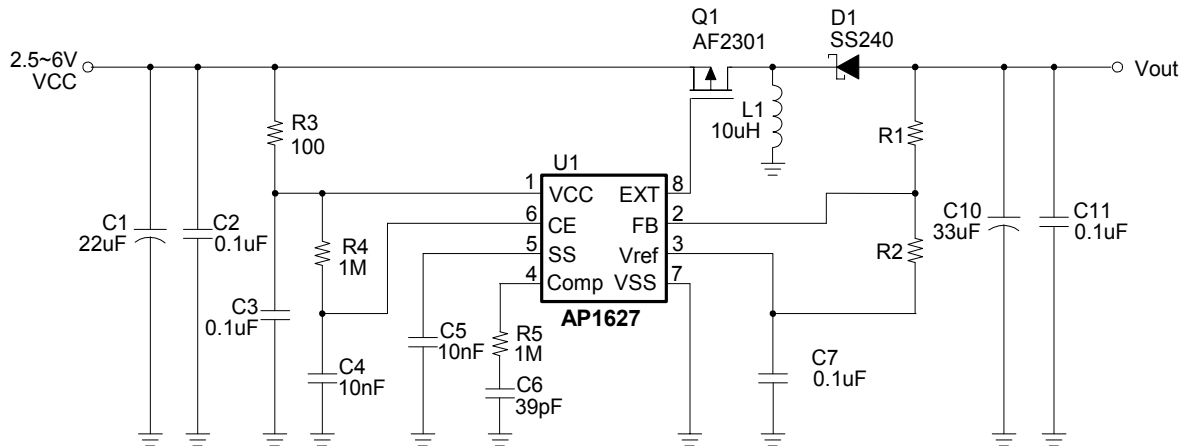 Q1
AF2301
D1
SS240
2.5~6V
VCC
Vout
L1
10uH
R3
100
R1
U1
1 VCC EXT 8
6 CE FB 2
5 SS Vref 3
4 Comp VSS 7
AP1627
C1
22uF
C2
0.1uF
R4
1M
R2
C10
33uF
C11
0.1uF
C3
0.1uF
C5
10nF
R5
1M
C4
10nF
C6
39pF
C7
0.1uF